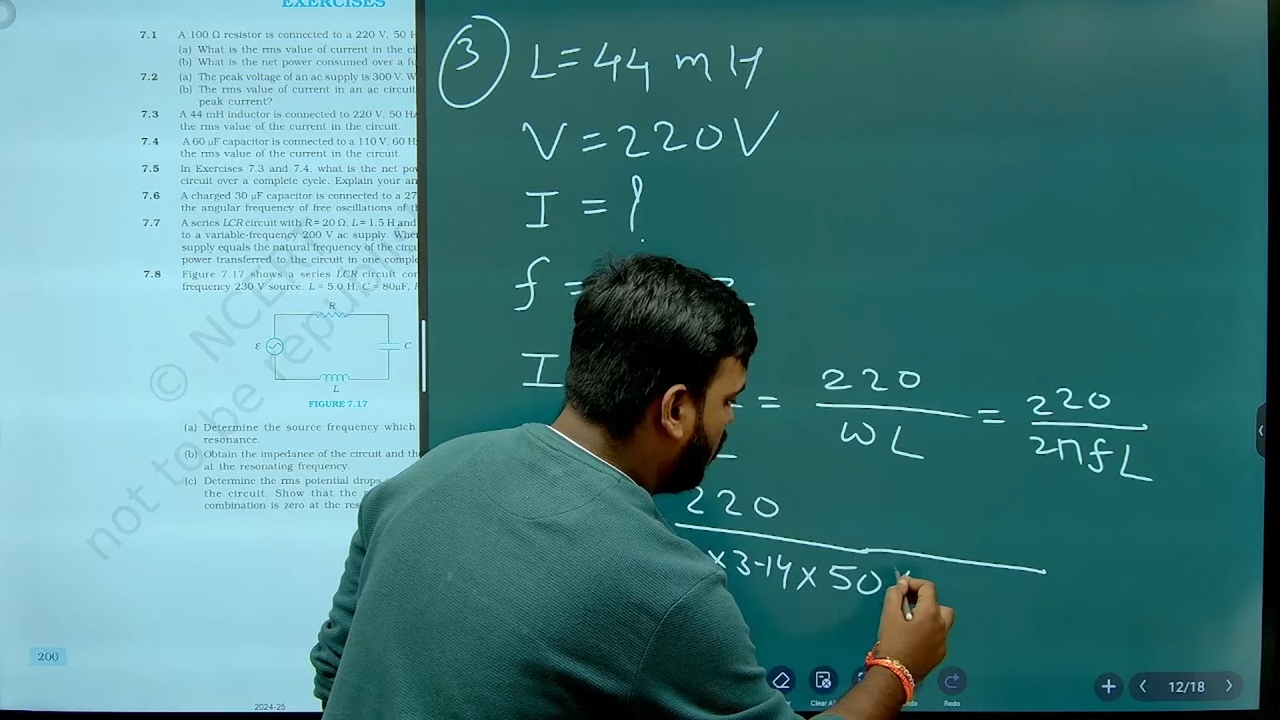 EXERCISES
7.1 A 100 Ω resistor is connected to a 220 V, 50 H
(a) What is the rms value of current in the ci
(b) What is the net power consumed over a fu
7.2 (a) The peak voltage of an ac supply is 300 V. W
(b) The rms value of current in an ac circuit
peak current?
7.3 A 44 mH inductor is connected to 220 V, 50 Hz
the rms value of the current in the circuit.
7.4 A 60 μF capacitor is connected to a 110 V, 60 Hz
the rms value of the current in the circuit.
7.5 In Exercises 7.3 and 7.4, what is the net po
circuit over a complete cycle. Explain your an
7.6 A charged 30 μF capacitor is connected to a 27
the angular frequency of free oscillations of t
7.7 A series LCR circuit with R = 20 Ω, L = 1.5 H and
to a variable-frequency 200 V ac supply. Whe
supply equals the natural frequency of the circu
power transferred to the circuit in one comple
7.8 Figure 7.17 shows a series LCR circuit con
frequency 230 V source. L = 5.0 H, C = 80μF,
R
ε
C
L
FIGURE 7.17
(a) Determine the source frequency which
resonance.
(b) Obtain the impedance of the circuit and th
at the resonating frequency.
(c) Determine the rms potential drops
the circuit. Show that the
combination is zero at the res
© NCE
not to be repu
200
2024-25
3 L = 44 mH
V = 220V
I = ?
f =
I = 220 / ωL = 220 / 2πfL
220
× 3.14 × 50 ×
Clear A
Redo
12/18